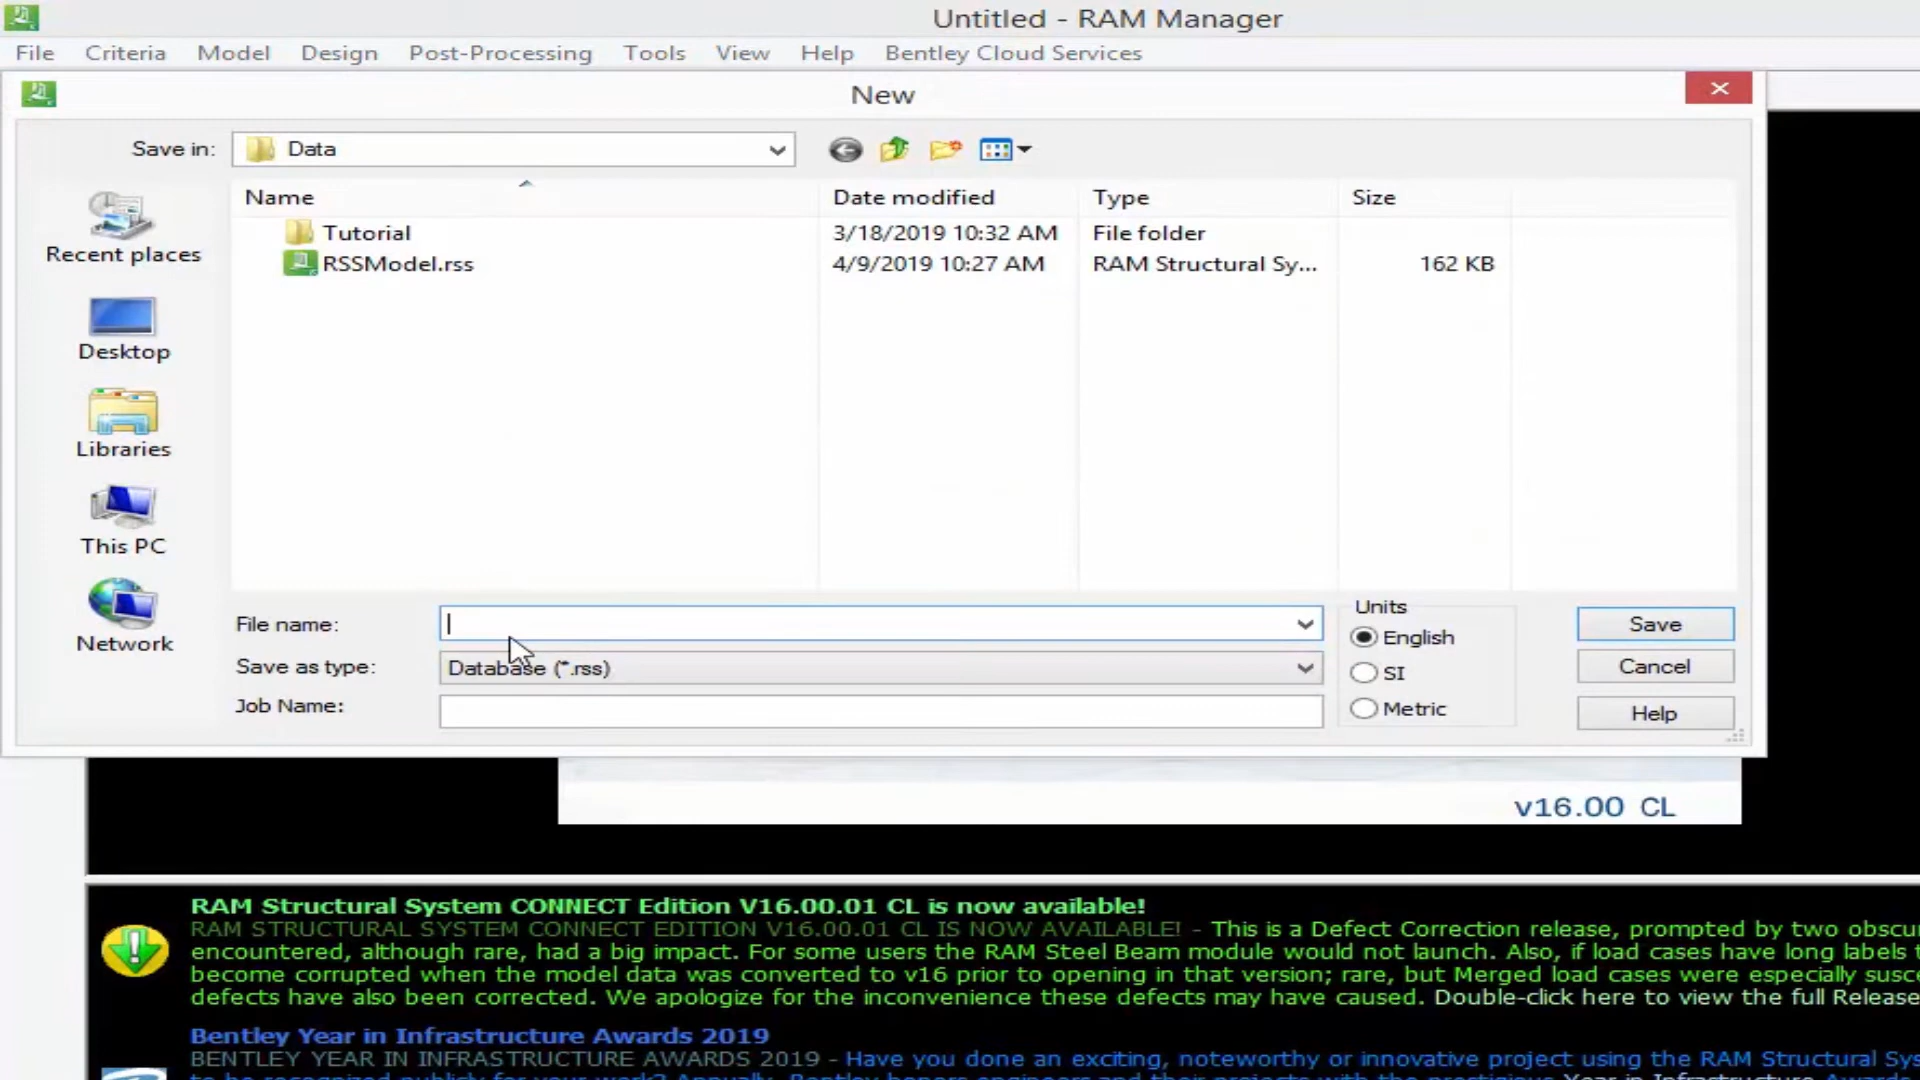 Untitled - RAM Manager
File Criteria Model Design Post-Processing Tools View Help Bentley Cloud Services
New
Save in: Data
Name Date modified Type Size
Tutorial 3/18/2019 10:32 AM File folder
RSSModel.rss 4/9/2019 10:27 AM RAM Structural Sy... 162 KB
Recent places
Desktop
Libraries
This PC
Network
File name:
Save as type: Database (*.rss)
Job Name:
Units
English
SI
Metric
Save
Cancel
Help
v16.00 CL
RAM Structural System CONNECT Edition V16.00.01 CL is now available!
RAM STRUCTURAL SYSTEM CONNECT EDITION V16.00.01 CL IS NOW AVAILABLE! - This is a Defect Correction release, prompted by two obscu
encountered, although rare, had a big impact. For some users the RAM Steel Beam module would not launch. Also, if load cases have long labels
become corrupted when the model data was converted to v16 prior to opening in that version; rare, but Merged load cases were especially susce
defects have also been corrected. We apologize for the inconvenience these defects may have caused. Double-click here to view the full Release
Bentley Year in Infrastructure Awards 2019
BENTLEY YEAR IN INFRASTRUCTURE AWARDS 2019 - Have you done an exciting, noteworthy or innovative project using the RAM Structural Sys